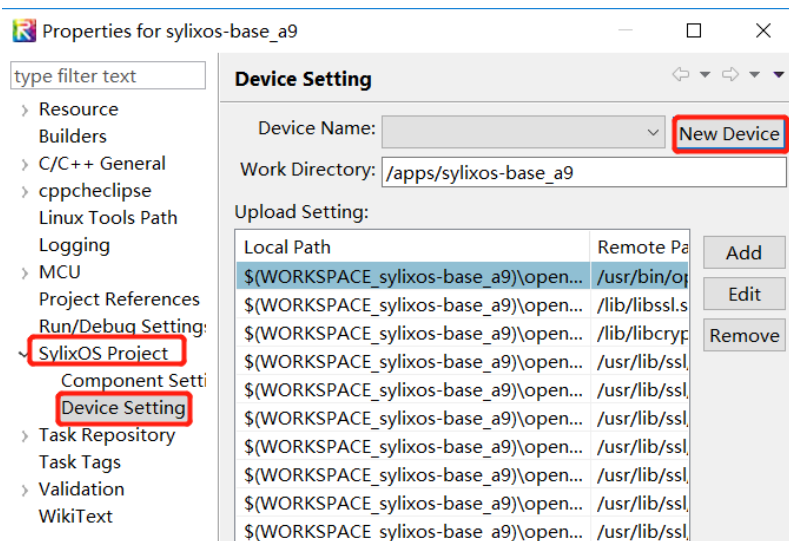 Properties for sylixos-base_a9
type filter text
Resource
Builders
C/C++ General
cppcheclipse
Linux Tools Path
Logging
MCU
Project References
Run/Debug Settings
SylixOS Project
Component Setti
Device Setting
Task Repository
Task Tags
Validation
WikiText
Device Setting
Device Name:
New Device
Work Directory: /apps/sylixos-base_a9
Upload Setting:
Local Path Remote Pa
$(WORKSPACE_sylixos-base_a9)\open... /usr/bin/op
$(WORKSPACE_sylixos-base_a9)\open... /lib/libssl.s
$(WORKSPACE_sylixos-base_a9)\open... /lib/libcryp
$(WORKSPACE_sylixos-base_a9)\open... /usr/lib/ssl
$(WORKSPACE_sylixos-base_a9)\open... /usr/lib/ssl
$(WORKSPACE_sylixos-base_a9)\open... /usr/lib/ssl
$(WORKSPACE_sylixos-base_a9)\open... /usr/lib/ssl
$(WORKSPACE_sylixos-base_a9)\open... /usr/lib/ssl
$(WORKSPACE_sylixos-base_a9)\open... /usr/lib/ssl
$(WORKSPACE_sylixos-base_a9)\open... /usr/lib/ssl
Add
Edit
Remove